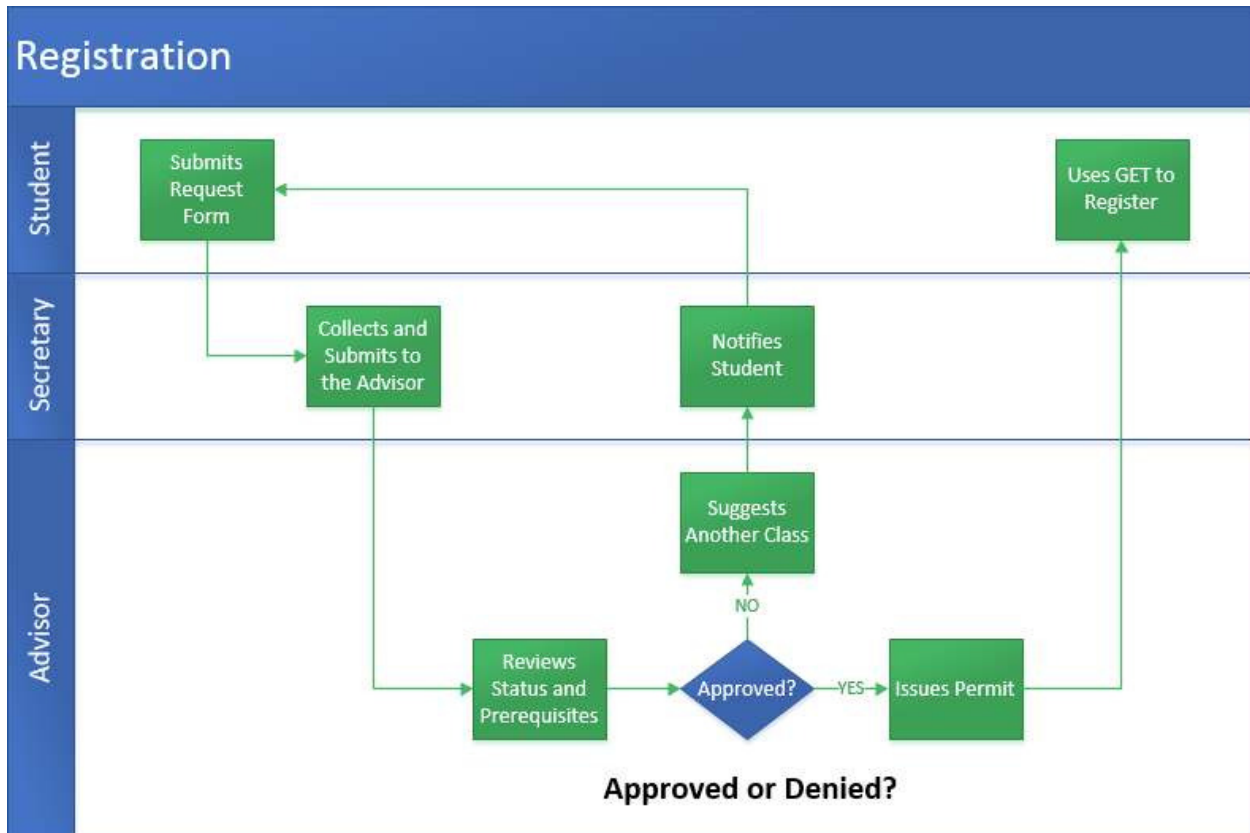 Registration
Student
Submits
Request
Form
Uses GET to
Register
Secretary
Collects and
Submits to
the Advisor
Notifies
Student
Advisor
Suggests
Another Class
NO
Reviews
Status and
Prerequisites
Approved?
YES
Issues Permit
Approved or Denied?